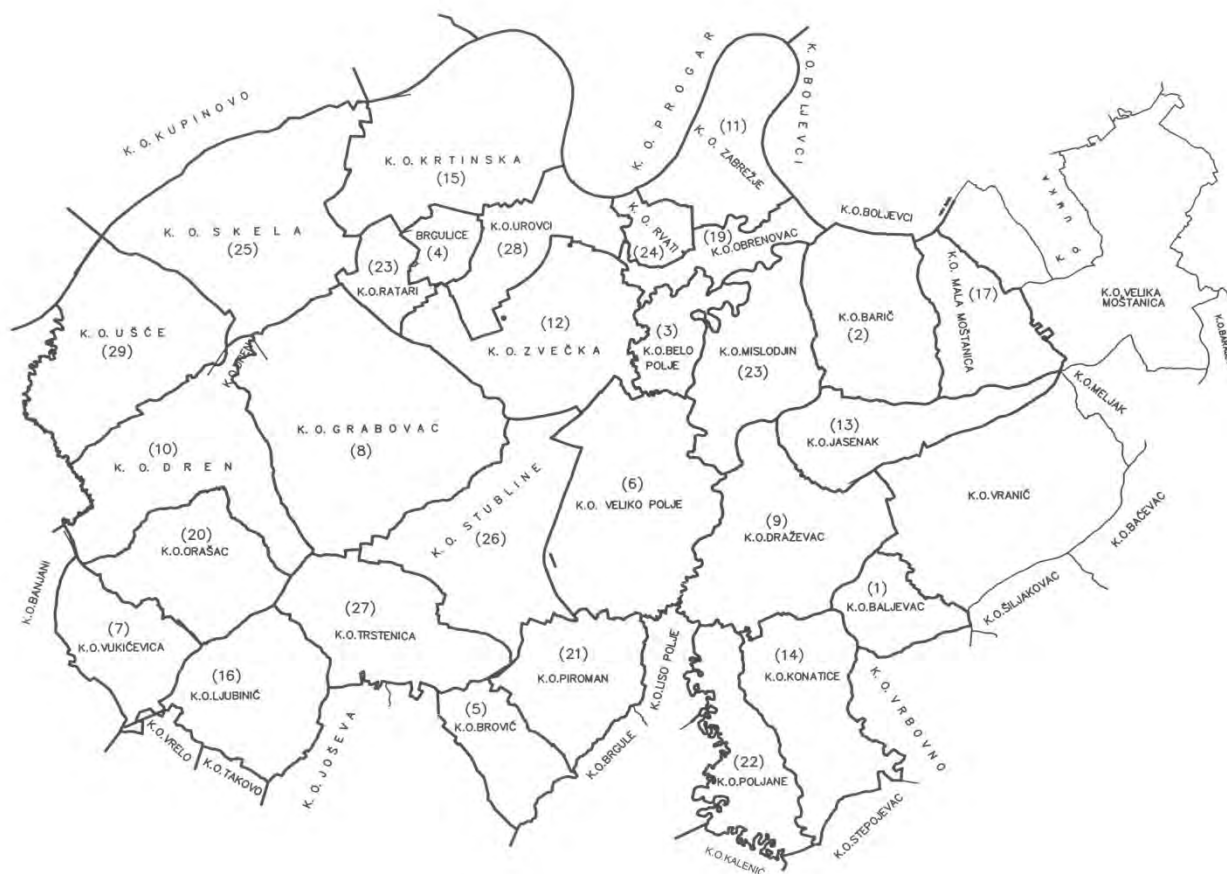 K. O. KUPINOVO
K. O. PROGAR
K. O. BOLJEVCI
(11)
K. O. ZABREŽJE
K. O. KRTINSKA
(15)
K. O. SKELA
(25)
BRGULICE
(4)
K.O.UROVCI
(28)
K. O. RVATI
(24)
(19)
K.O.OBRENOVAC
K.O.BOLJEVCI
UMKA
K.O.VELIKA
MOŠTANICA
(23)
K.O.RATARI
(17)
K.O. MALA MOŠTANICA
K. O. UŠĆE
(29)
(12)
K. O. ZVEČKA
(3)
K.O.BELO
POLJE
K.O.MISLODJIN
(23)
K.O.BARIČ
(2)
K.O.MELJAK
K. O. GRABOVAC
(8)
(13)
K.O.JASENAK
(10)
K. O. DREN
K. O. STUBLINE
(26)
(6)
K.O. VELIKO POLJE
K.O.VRANIĆ
K.O.BAČEVAC
(20)
K.O.ORAŠAC
(9)
K.O.DRAŽEVAC
K.O.BANJANI
(27)
K.O.TRSTENICA
(1)
K.O.BALJEVAC
K.O.ŠILJAKOVAC
(7)
K.O.VUKIĆEVICA
(16)
K.O.LJUBINIĆ
(21)
K.O.PIROMAN
K.O.LISO POLJE
(14)
K.O.KONATICE
K. O. VRBOVNO
K.O.VRELO
K.O.TAKOVO
K. O. JOŠEVA
(5)
K.O.BROVIĆ
K.O.BRGULE
(22)
K.O.POLJANE
K.O.STEPOJEVAC
K.O.KALENIĆ